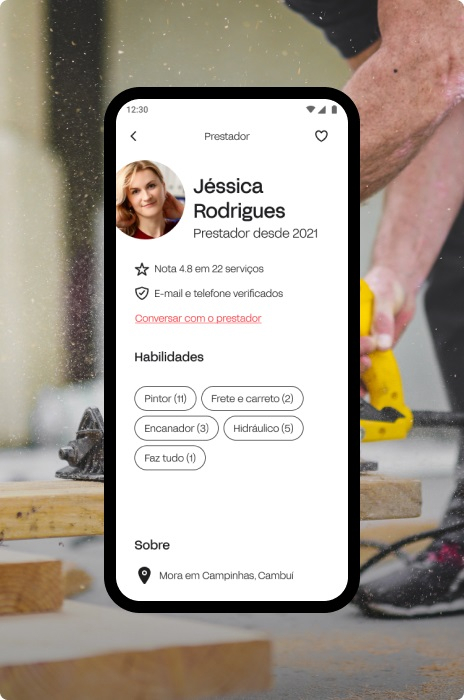 12:30
Prestador
Jéssica
Rodrigues
Prestador desde 2021
Nota 4.8 em 22 serviços
E-mail e telefone verificados
Conversar com o prestador
Habilidades
Pintor (11)
Frete e carreto (2)
Encanador (3)
Hidráulico (5)
Faz tudo (1)
Sobre
Mora em Campinhas, Cambuí